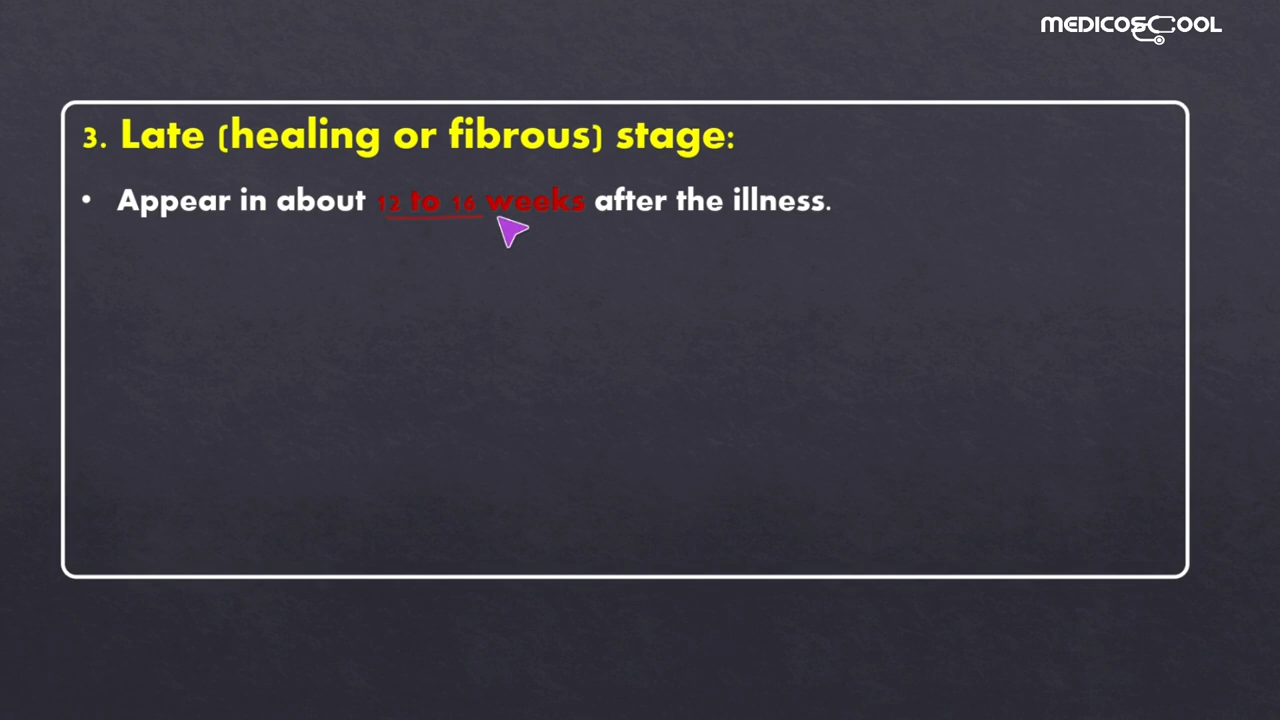 MEDICOSCOOL
3. Late (healing or fibrous) stage:
• Appear in about 12 to 16 weeks after the illness.